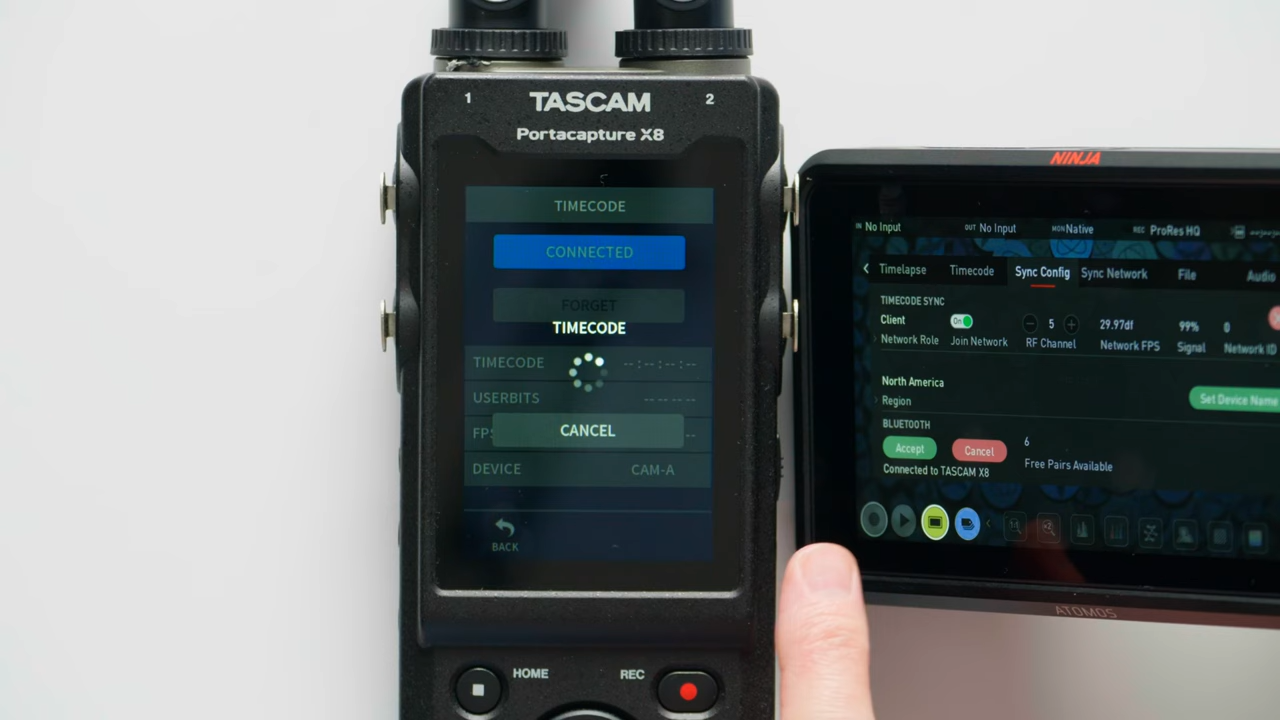 1 TASCAM 2
Portacapture X8
TIMECODE
CONNECTED
FORGET
TIMECODE
TIMECODE --:--:--:--
USERBITS -- -- -- --
FPS --
CANCEL
DEVICE CAM-A
BACK
HOME REC
NINJA
IN No Input OUT No Input MON Native REC ProRes HQ
Timelapse Timecode Sync Config Sync Network File Audio
TIMECODE SYNC
Client On 5 29.97df 99% 0
Network Role Join Network RF Channel Network FPS Signal Network ID
North America
Region Set Device Name
BLUETOOTH
Accept Cancel 6
Connected to TASCAM X8 Free Pairs Available
ATOMOS